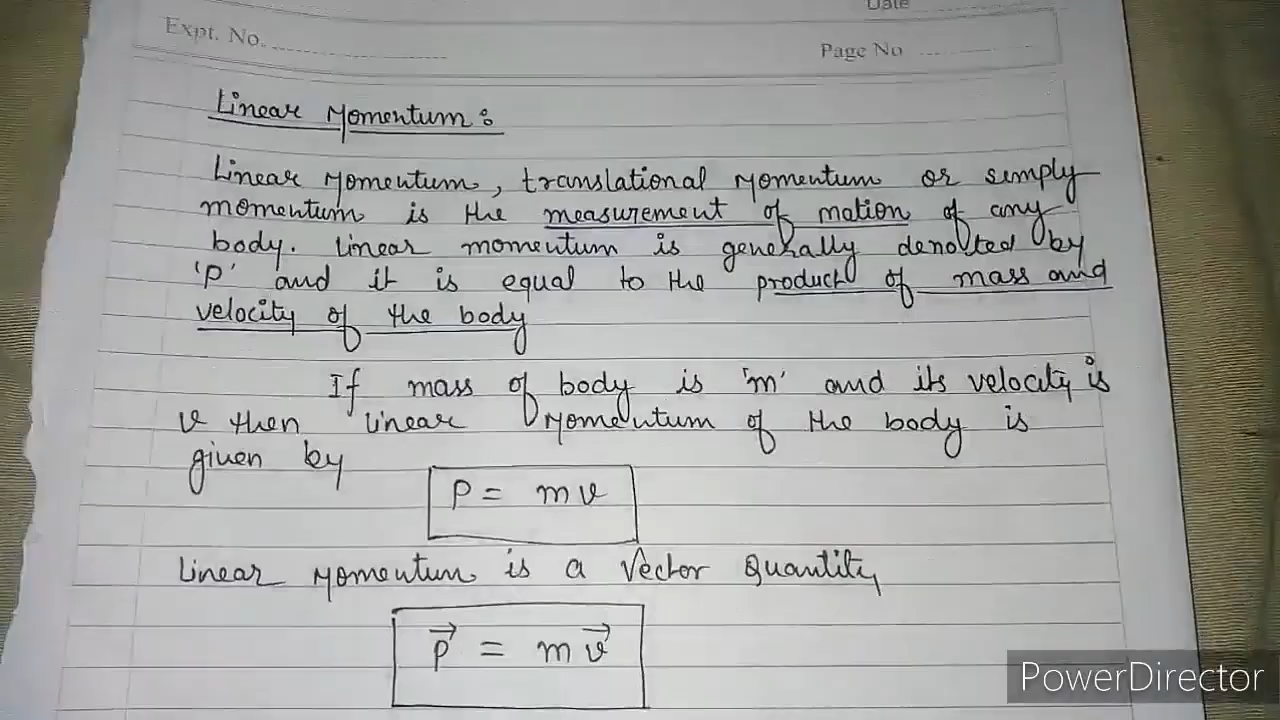 Date
Expt. No.
Page No
Linear Momentum :
Linear Momentum, translational Momentum or simply
momentum is the measurement of motion of any
body. Linear momentum is generally denoted by
'P' and it is equal to the product of mass and
velocity of the body
If mass of body is 'm' and its velocity is
v then linear Momentum of the body is
given by
P = mv
Linear Momentum is a Vector Quantity
p⃗ = mv⃗
PowerDirector